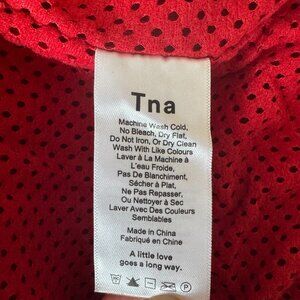 Tna
Machine Wash Cold,
No Bleach, Dry Flat,
Do Not Iron, Or Dry Clean
Wash With Like Colours
Laver À La Machine à
L'eau Froide,
Pas De Blanchiment,
Sécher à Plat,
Ne Pas Repasser,
Ou Nettoyer à Sec
Laver Avec Des Couleurs
Semblables
Made in China
Fabriqué en Chine
A little love
goes a long way.